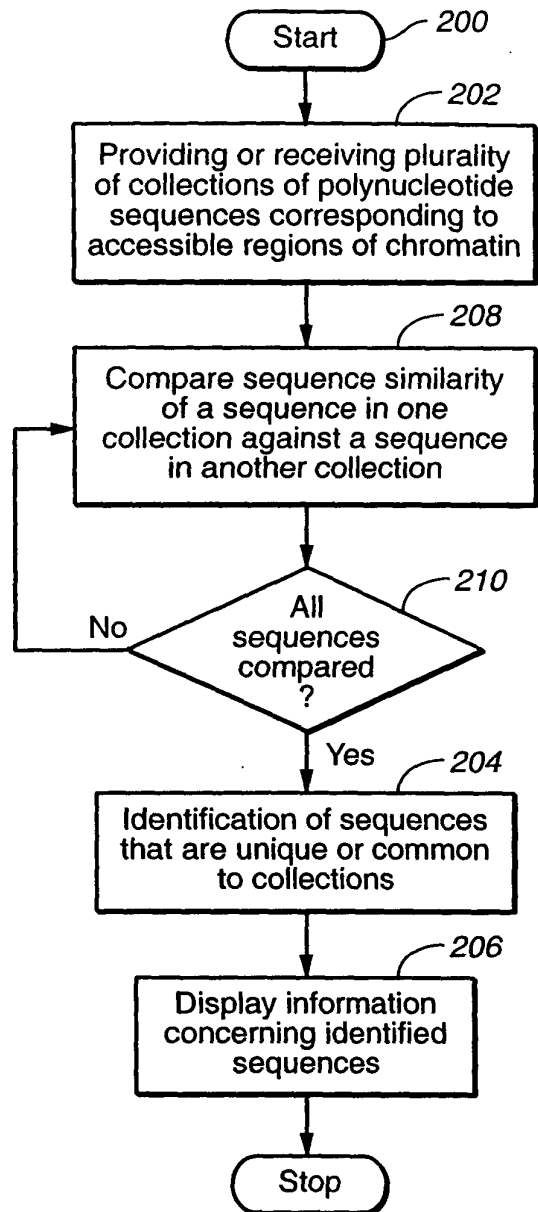 Start
200
202
Providing or receiving plurality
of collections of polynucleotide
sequences corresponding to
accessible regions of chromatin
208
Compare sequence similarity
of a sequence in one
collection against a sequence
in another collection
210
All
sequences
compared
?
No
Yes
204
Identification of sequences
that are unique or common
to collections
206
Display information
concerning identified
sequences
Stop